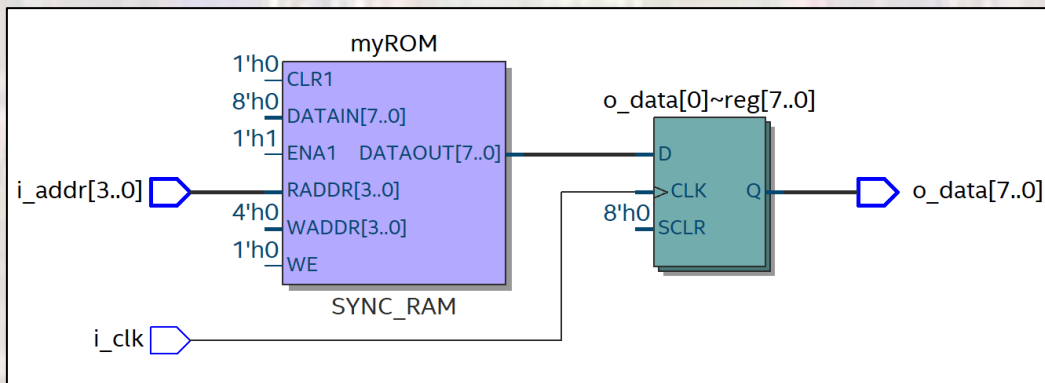 myROM
1'h0
CLR1
8'h0
DATAIN[7..0]
1'h1
ENA1 DATAOUT[7..0]
i_addr[3..0]
RADDR[3..0]
4'h0
WADDR[3..0]
1'h0
WE
SYNC_RAM
i_clk
o_data[0]~reg[7..0]
D
CLK Q
8'h0
SCLR
o_data[7..0]